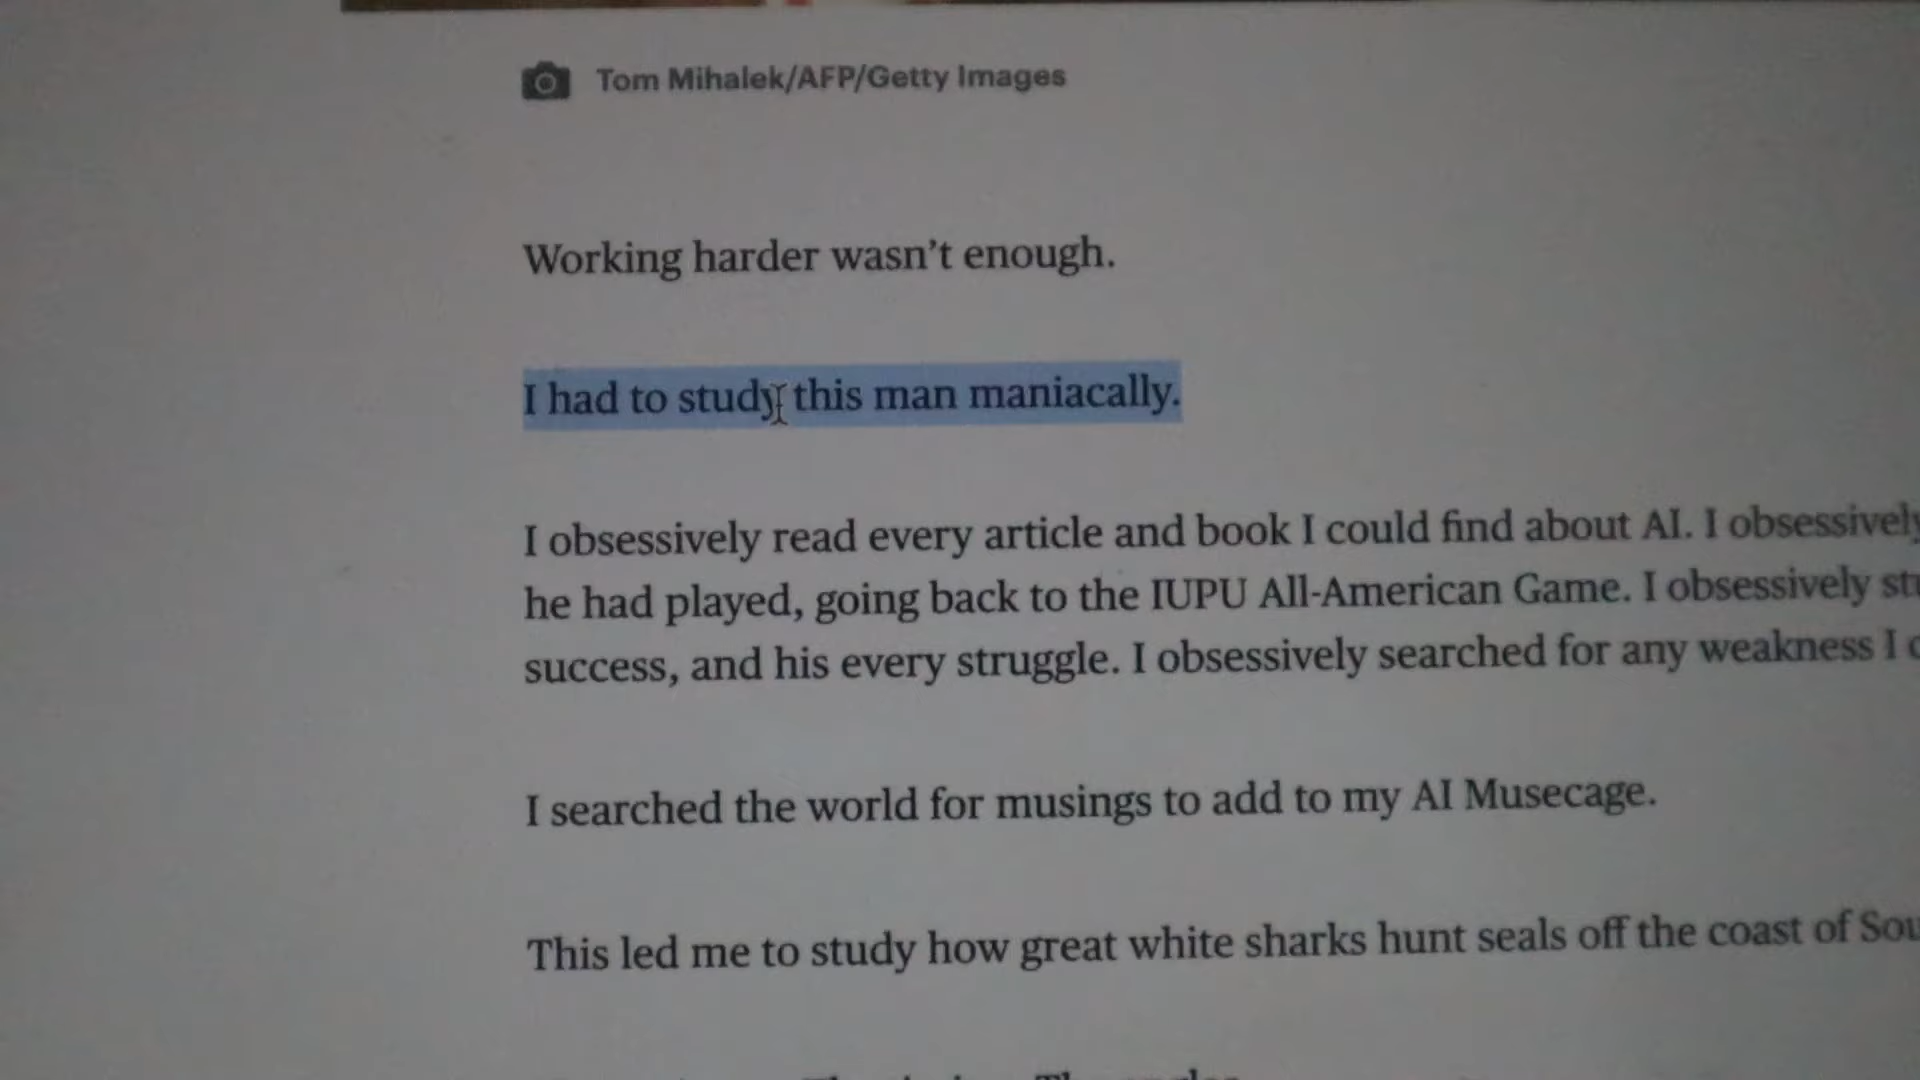 Tom Mihalek/AFP/Getty Images
Working harder wasn't enough.
I had to study this man maniacally.
I obsessively read every article and book I could find about AI. I obsessively
he had played, going back to the IUPU All-American Game. I obsessively
success, and his every struggle. I obsessively searched for any weakness I
I searched the world for musings to add to my AI Musecage.
This led me to study how great white sharks hunt seals off the coast of